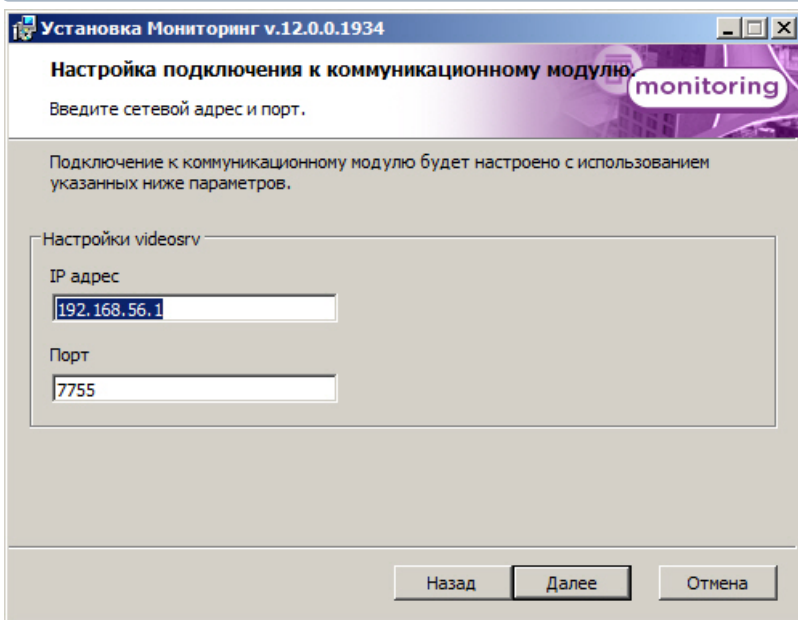 Установка Мониторинг v.12.0.0.1934
Настройка подключения к коммуникационному модулю.
monitoring
Введите сетевой адрес и порт.
Подключение к коммуникационному модулю будет настроено с использованием
указанных ниже параметров.
Настройки videosrv
IP адрес
192.168.56.1
Порт
7755
Назад Далее Отмена